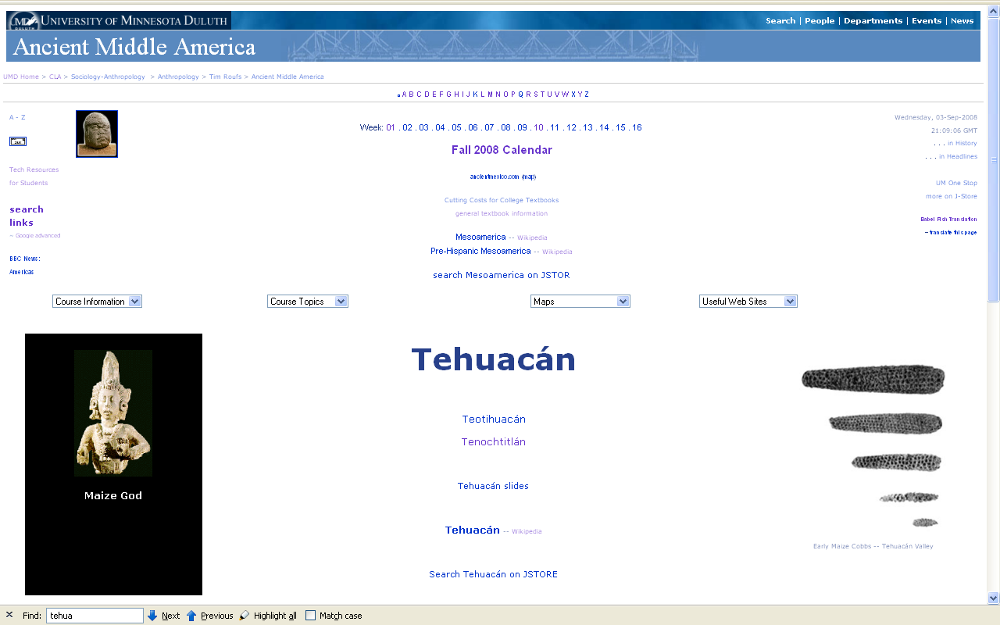 UMD DULUTH UNIVERSITY OF MINNESOTA DULUTH
Search | People | Departments | Events | News
Ancient Middle America
UMD Home > CLA > Sociology-Anthropology > Anthropology > Tim Roufs > Ancient Middle America
A B C D E F G H I J K L M N O P Q R S T U V W X Y Z
A - Z
Tech Resources
for Students
search
links
~ Google advanced
BBC News:
Americas
Week: 01 . 02 . 03 . 04 . 05 . 06 . 07 . 08 . 09 . 10 . 11 . 12 . 13 . 14 . 15 . 16
Fall 2008 Calendar
ancientmexico.com (map)
Cutting Costs for College Textbooks
general textbook information
Mesoamerica -- Wikipedia
Pre-Hispanic Mesoamerica -- Wikipedia
search Mesoamerica on JSTOR
Wednesday, 03-Sep-2008
21:09:06 GMT
. . . in History
. . . in Headlines
UM One Stop
more on J-Store
Babel Fish Translation
~ translate this page
Course Information
Course Topics
Maps
Useful Web Sites
Maize God
Tehuacán
Teotihuacán
Tenochtitlán
Tehuacán slides
Tehuacán -- Wikipedia
Search Tehuacán on JSTORE
Early Maize Cobbs -- Tehuacán Valley
Find: tehua Next Previous Highlight all Match case